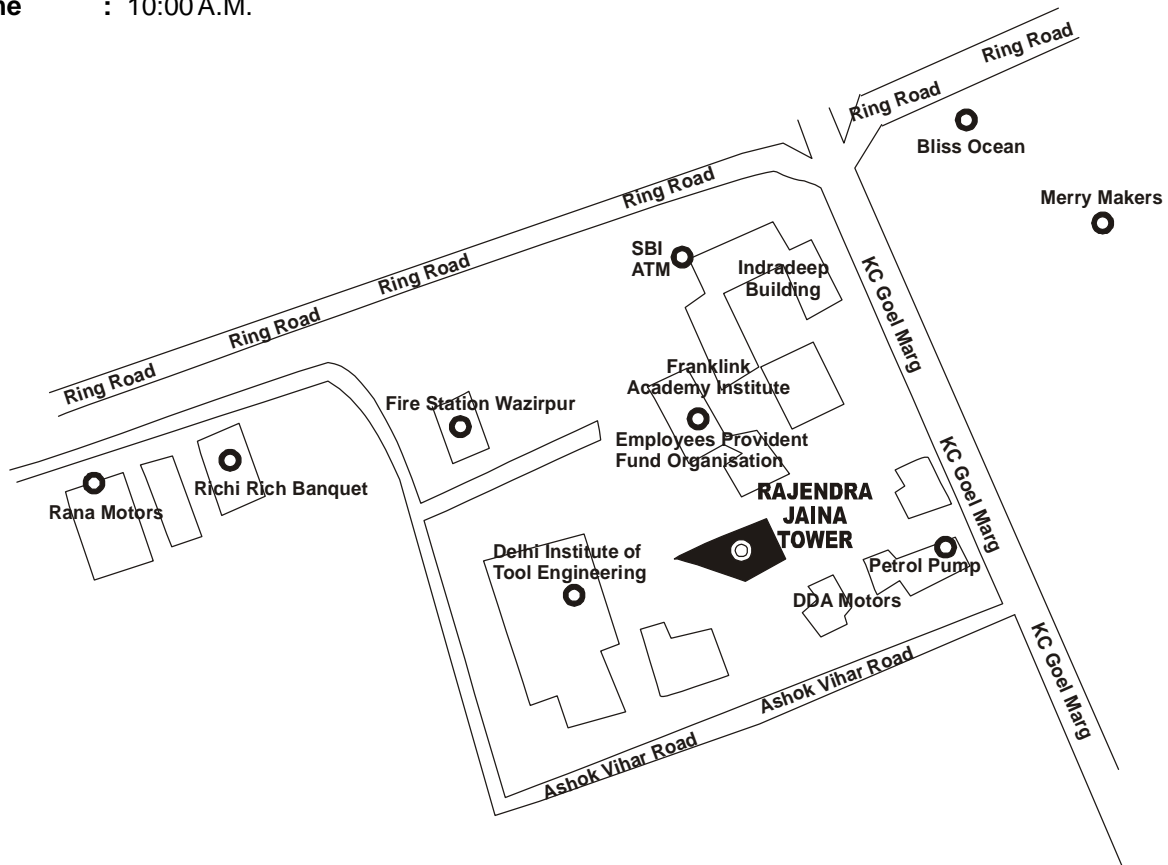 : 10:00 A.M.
Ring Road
Ring Road
Bliss Ocean
Merry Makers
Ring Road
SBI
ATM
Indradeep
Building
KC Goel Marg
Ring Road
Ring Road
Ring Road
Franklink
Academy Institute
Fire Station Wazirpur
Employees Provident
Fund Organisation
KC Goel Marg
Richi Rich Banquet
Rana Motors
RAJENDRA
JAINA
TOWER
Delhi Institute of
Tool Engineering
Petrol Pump
DDA Motors
KC Goel Marg
Ashok Vihar Road
Ashok Vihar Road